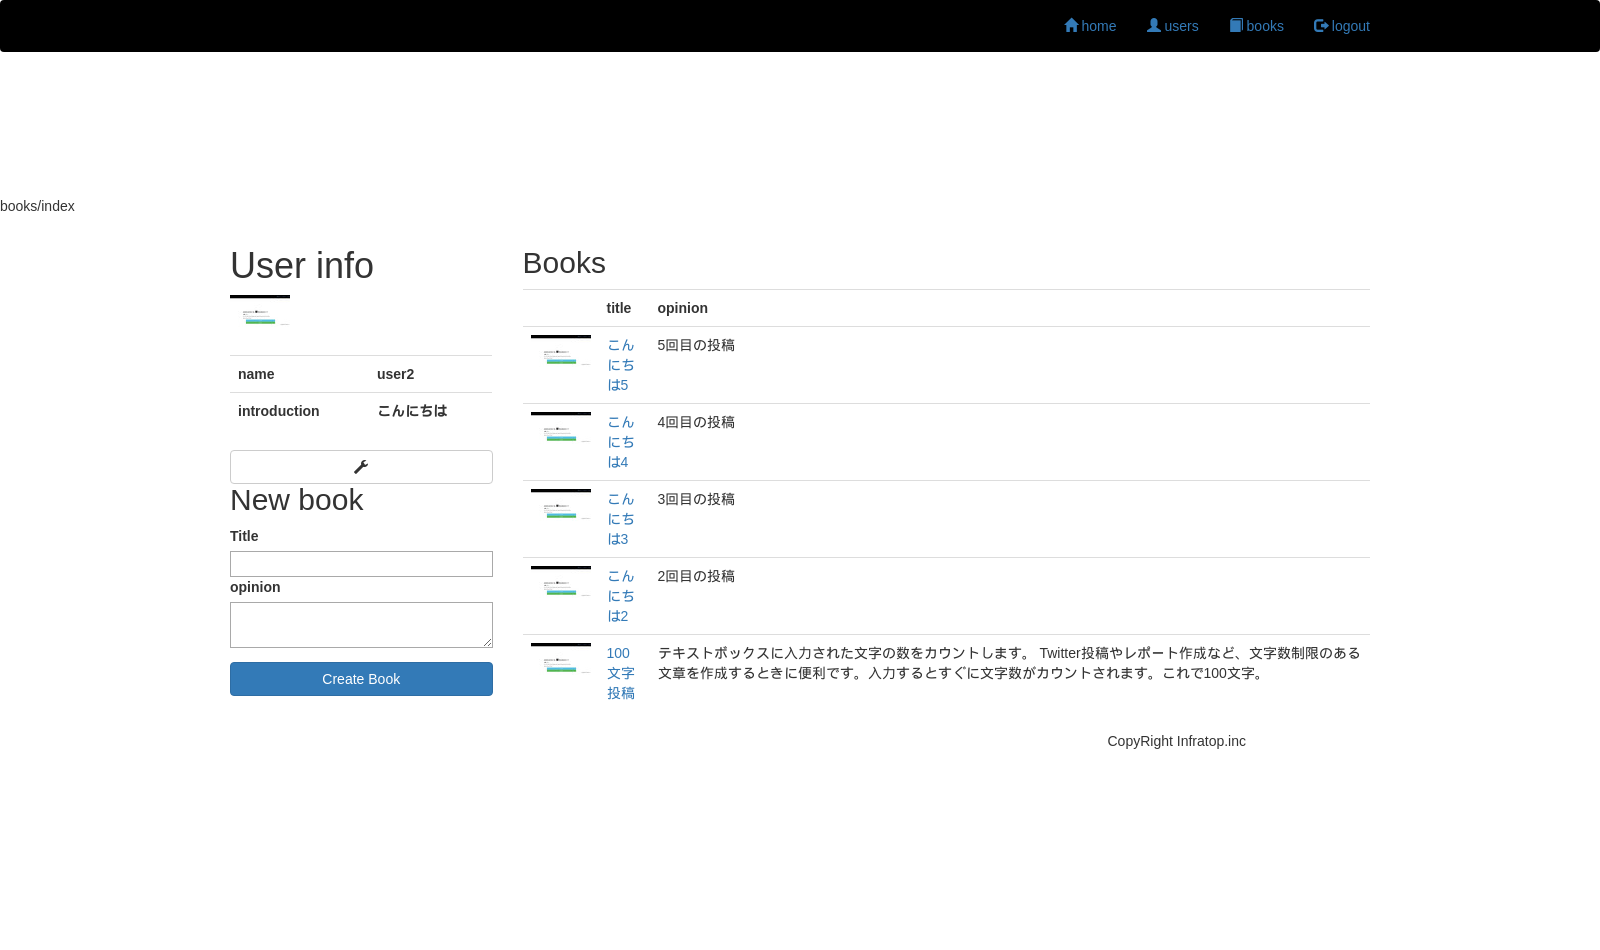 home users books logout
books/index
User info
name user2
introduction こんにちは
New book
Title
opinion
Create Book
Books
title opinion
こん
にち
は5
5回目の投稿
こん
にち
は4
4回目の投稿
こん
にち
は3
3回目の投稿
こん
にち
は2
2回目の投稿
100
文字
投稿
テキストボックスに入力された文字の数をカウントします。 Twitter投稿やレポート作成など、文字数制限のある
文章を作成するときに便利です。入力するとすぐに文字数がカウントされます。これで100文字。
CopyRight Infratop.inc